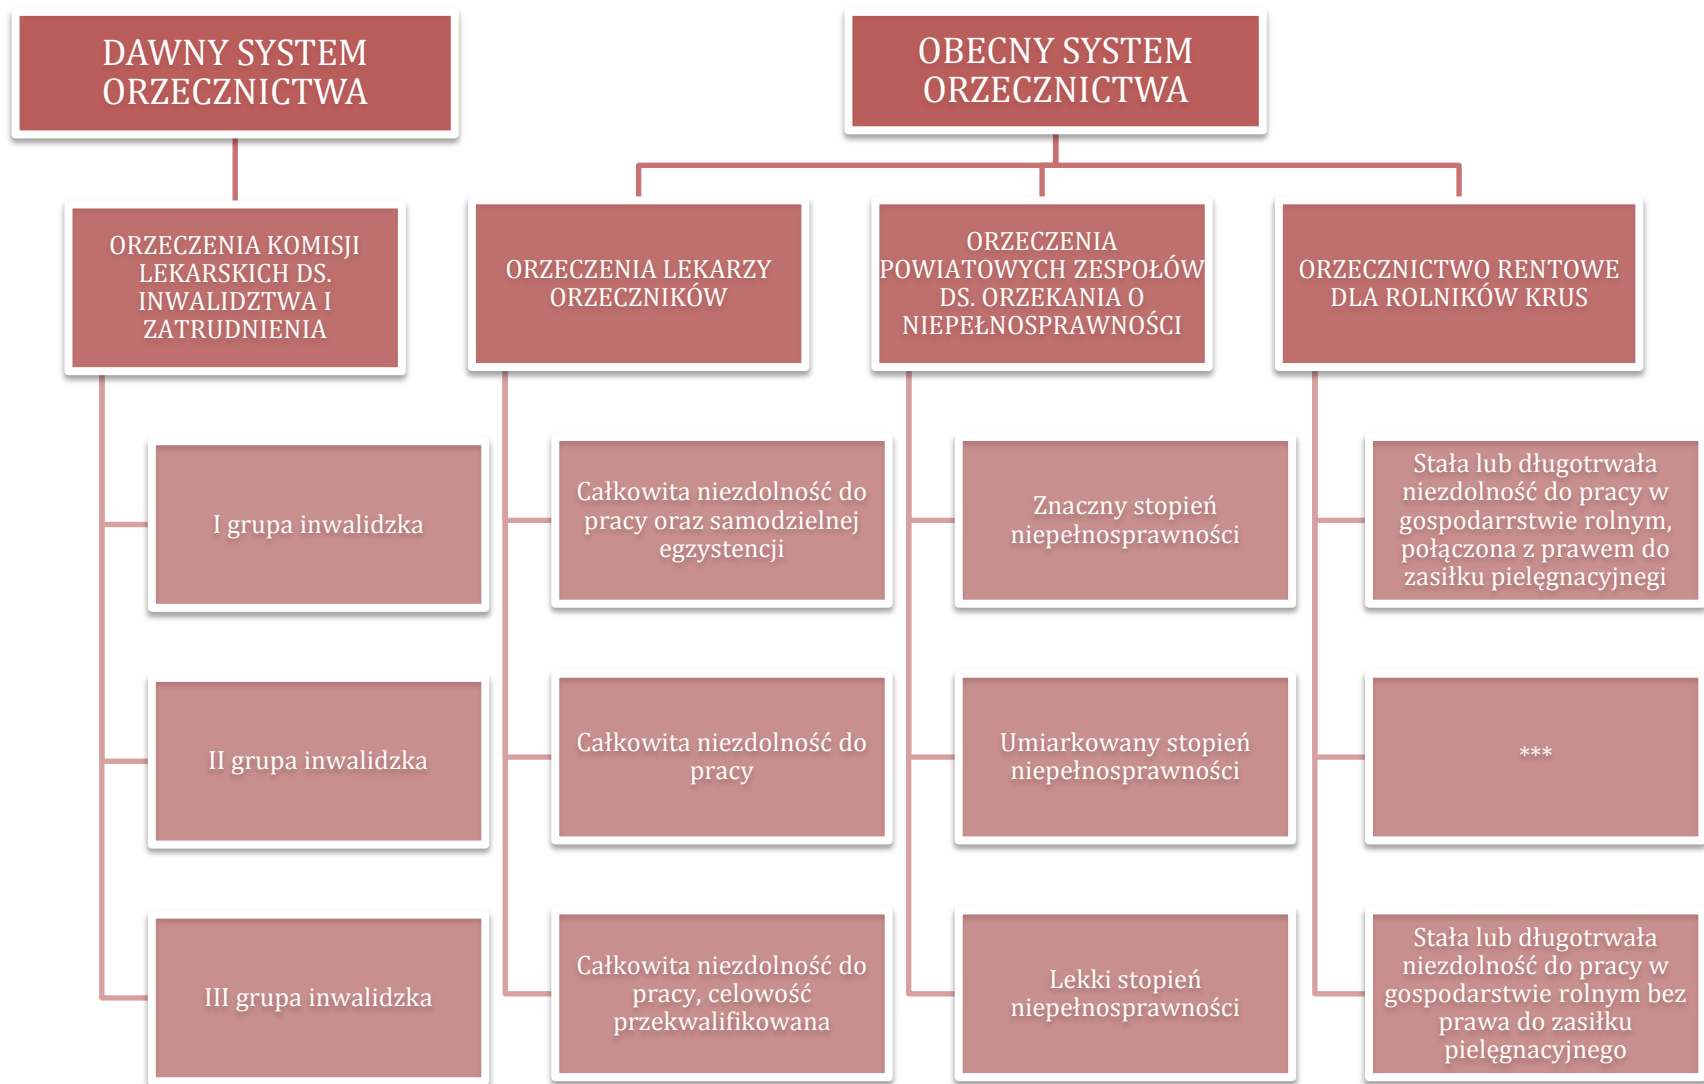 DAWNY SYSTEM
ORZECZNICTWA
OBECNY SYSTEM
ORZECZNICTWA
ORZECZENIA KOMISJI
LEKARSKICH DS.
INWALIDZTWA I
ZATRUDNIENIA
ORZECZENIA LEKARZY
ORZECZNIKÓW
ORZECZENIA
POWIATOWYCH ZESPOŁÓW
DS. ORZEKANIA O
NIEPEŁNOSPRAWNOŚCI
ORZECZNICTWO RENTOWE
DLA ROLNIKÓW KRUS
I grupa inwalidzka
Całkowita niezdolność do
pracy oraz samodzielnej
egzystencji
Znaczny stopień
niepełnosprawności
Stała lub długotrwała
niezdolność do pracy w
gospodarrstwie rolnym,
połączona z prawem do
zasiłku pielęgnacyjnegi
II grupa inwalidzka
Całkowita niezdolność do
pracy
Umiarkowany stopień
niepełnosprawności
***
III grupa inwalidzka
Całkowita niezdolność do
pracy, celowość
przekwalifikowana
Lekki stopień
niepełnosprawności
Stała lub długotrwała
niezdolność do pracy w
gospodarstwie rolnym bez
prawa do zasiłku
pielęgnacyjnego